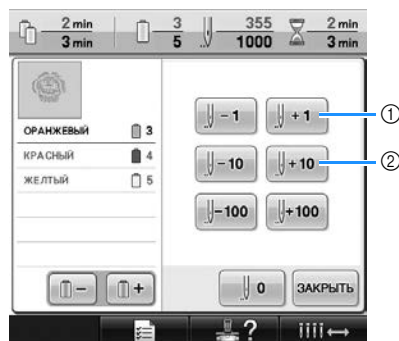 2 min 3 355 2 min
3 min 5 1000 3 min
-1 +1 ①
ОРАНЖЕВЫЙ 3
КРАСНЫЙ 4
-10 +10 ②
ЖЕЛТЫЙ 5
-100 +100
- + 0 ЗАКРЫТЬ
?